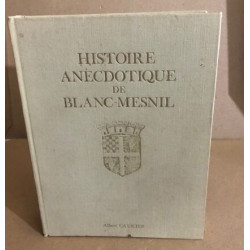 HISTOIRE
ANECDOTIQUE
DE
BLANC-MESNIL